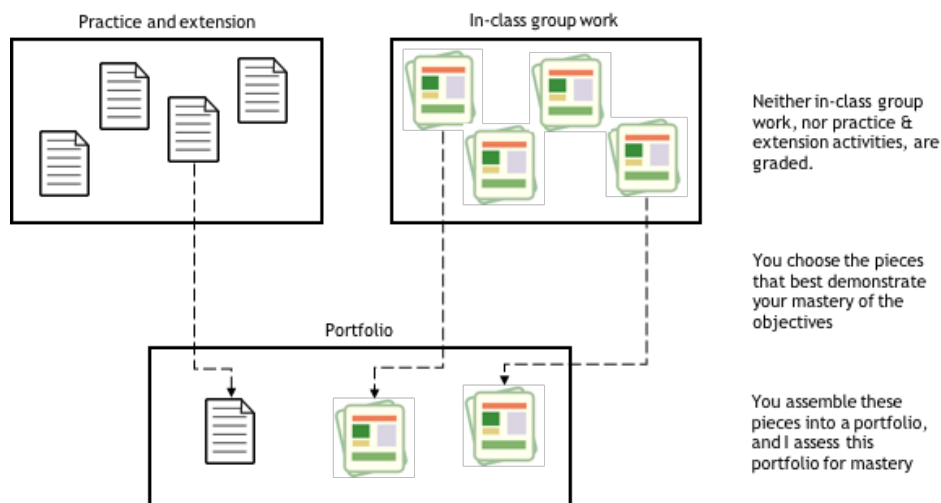 Practice and extension
In-class group work
Neither in-class group
work, nor practice &
extension activities, are
graded.
You choose the pieces
that best demonstrate
your mastery of the
objectives
Portfolio
You assemble these
pieces into a portfolio,
and I assess this
portfolio for mastery